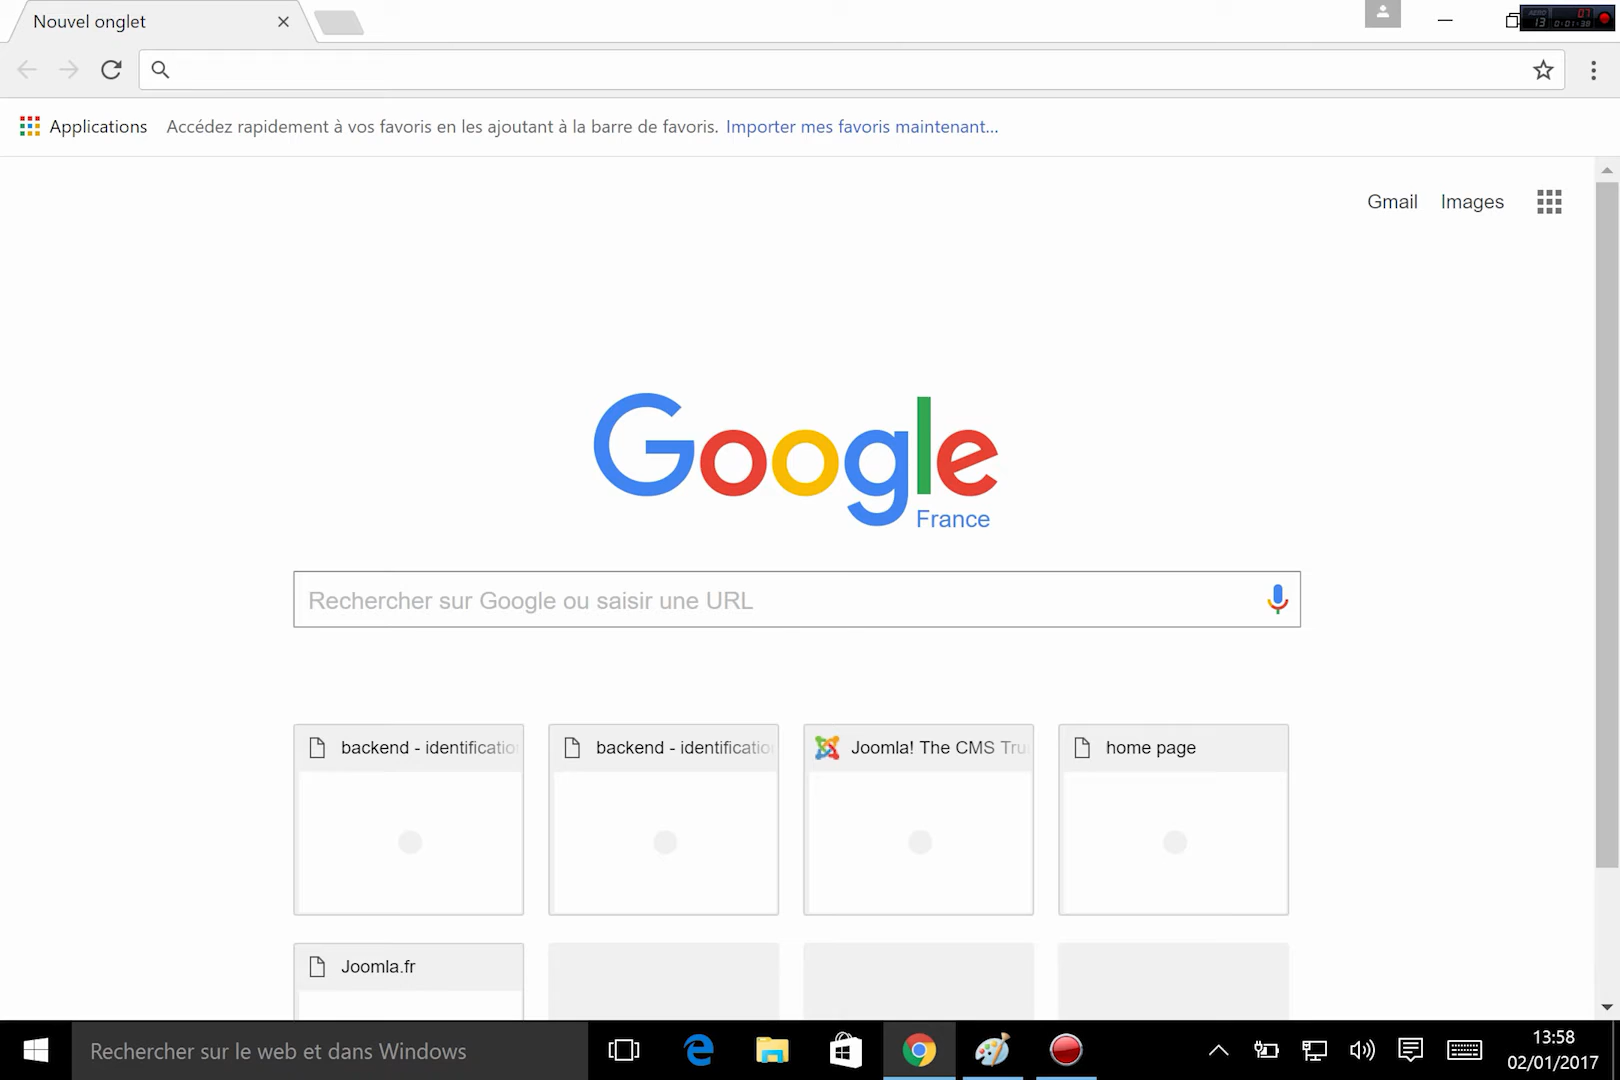 Nouvel onglet
Applications Accédez rapidement à vos favoris en les ajoutant à la barre de favoris. Importer mes favoris maintenant...
Gmail Images
Google
France
Rechercher sur Google ou saisir une URL
backend - identificatio backend - identificatio Joomla! The CMS Tru home page
Joomla.fr
Rechercher sur le web et dans Windows
13:58
02/01/2017